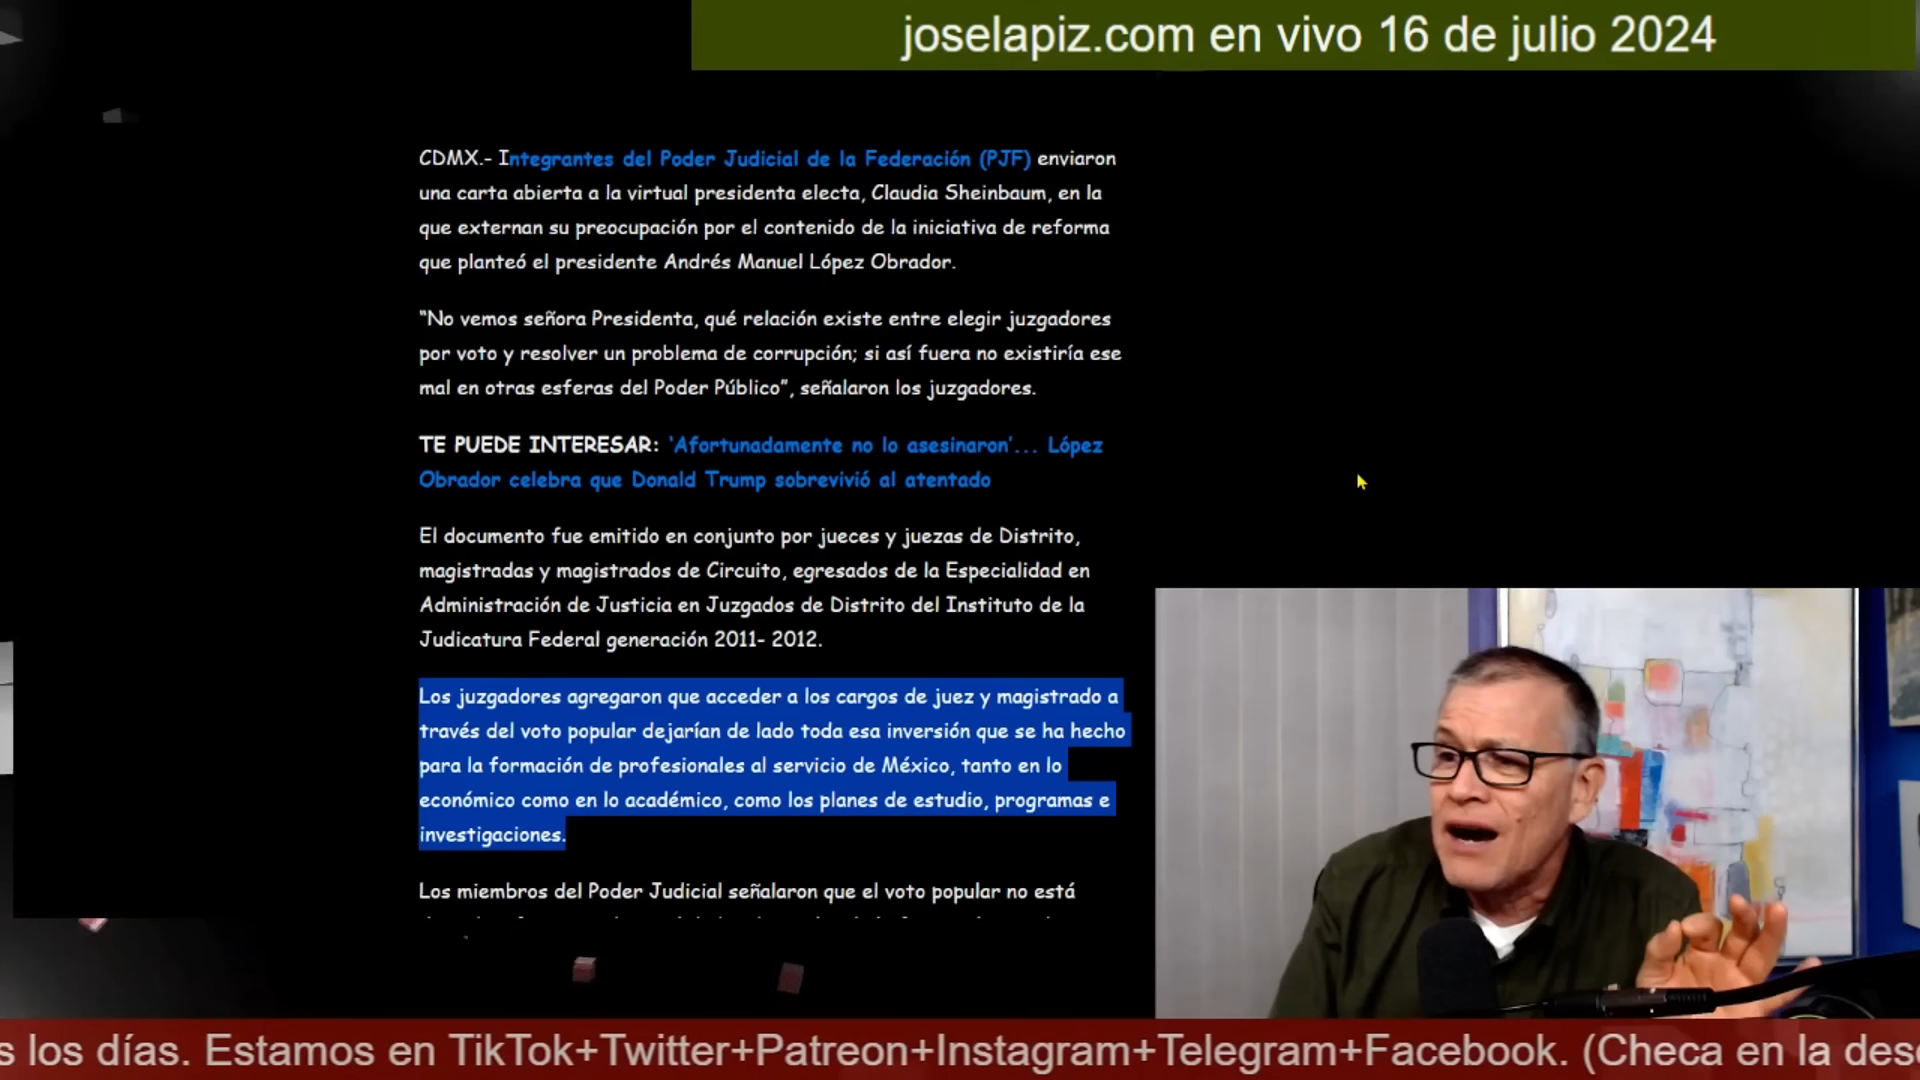 joselapiz.com en vivo 16 de julio 2024
CDMX.- Integrantes del Poder Judicial de la Federación (PJF) enviaron
una carta abierta a la virtual presidenta electa, Claudia Sheinbaum, en la
que externan su preocupación por el contenido de la iniciativa de reforma
que planteó el presidente Andrés Manuel López Obrador.
“No vemos señora Presidenta, qué relación existe entre elegir juzgadores
por voto y resolver un problema de corrupción; si así fuera no existiría ese
mal en otras esferas del Poder Público”, señalaron los juzgadores.
TE PUEDE INTERESAR: ‘Afortunadamente no lo asesinaron’... López
Obrador celebra que Donald Trump sobrevivió al atentado
El documento fue emitido en conjunto por jueces y juezas de Distrito,
magistradas y magistrados de Circuito, egresados de la Especialidad en
Administración de Justicia en Juzgados de Distrito del Instituto de la
Judicatura Federal generación 2011- 2012.
Los juzgadores agregaron que acceder a los cargos de juez y magistrado a
través del voto popular dejarían de lado toda esa inversión que se ha hecho
para la formación de profesionales al servicio de México, tanto en lo
económico como en lo académico, como los planes de estudio, programas e
investigaciones.
Los miembros del Poder Judicial señalaron que el voto popular no está
s los días. Estamos en TikTok+Twitter+Patreon+Instagram+Telegram+Facebook. (Checa en la des